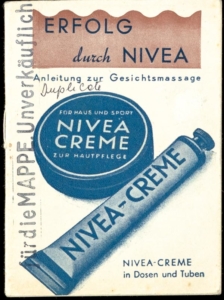 ERFOLG
durch NIVEA
Anleitung zur Gesichtsmassage
Duplicate
für die MAPPE Unverkäuflich
FÜR HAUS UND SPORT
NIVEA
CREME
ZUR HAUTPFLEGE
NIVEA-CREME
NIVEA-CREME
in Dosen und Tuben